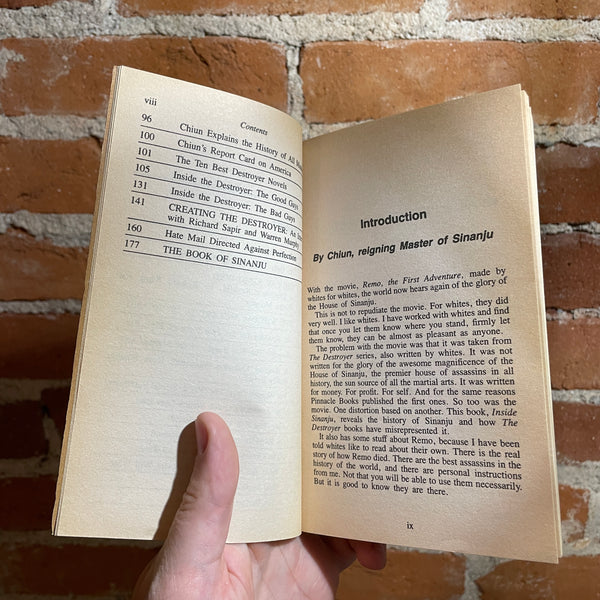 viii
Contents
96 Chiun Explains the History of All
100 Chiun's Report Card on America
101 The Ten Best Destroyer Novels
105 Inside the Destroyer: The Good Guys
131 Inside the Destroyer: The Bad Guys
141 CREATING THE DESTROYER: An
with Richard Sapir and Warren Murphy
160 Hate Mail Directed Against Perfection
177 THE BOOK OF SINANJU
Introduction
By Chiun, reigning Master of Sinanju
With the movie, Remo, the First Adventure, made by
whites for whites, the world now hears again of the glory of
the House of Sinanju.
This is not to repudiate the movie. For whites, they did
very well. I like whites. I have worked with whites and find
that once you let them know where you stand, firmly let
them know, they can be almost as pleasant as anyone.
The problem with the movie was that it was taken from
The Destroyer series, also written by whites. It was not
written for the glory of the awesome magnificence of the
House of Sinanju, the premier house of assassins in all
history, the sun source of all the martial arts. It was written
for money. For profit. For self. And for the same reasons
Pinnacle Books published the first ones. So too was the
movie. One distortion based on another. This book, Inside
Sinanju, reveals the history of Sinanju and how The
Destroyer books have misrepresented it.
It also has some stuff about Remo, because I have been
told whites like to read about their own. There is the real
story of how Remo died. There are the best assassins in the
history of the world, and there are personal instructions
from me. Not that you will be able to use them necessarily.
But it is good to know they are there.
ix